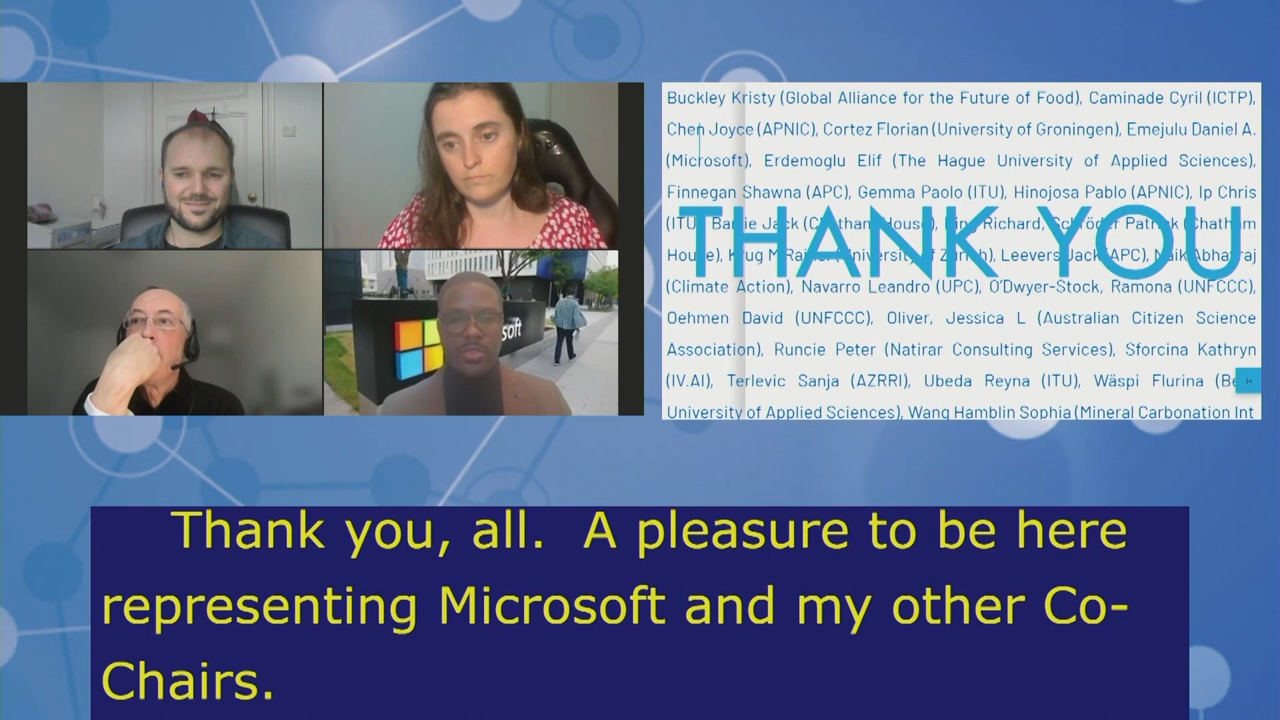 Buckley Kristy (Global Alliance for the Future of Food), Caminade Cyril (ICTP),
Chen Joyce (APNIC), Cortez Florian (University of Groningen), Emejulu Daniel A.
(Microsoft), Erdemoglu Elif (The Hague University of Applied Sciences),
Finnegan Shawna (APC), Gemma Paolo (ITU), Hinojosa Pablo (APNIC), Ip Chris
Jack Richard,
THANK YOU
Leevers Jack
(Climate Action), Navarro Leandro (UPC), O'Dwyer-Stock, Ramona (UNFCCC),
Oehmen David (UNFCCC), Oliver, Jessica L (Australian Citizen Science
Association), Runcie Peter (Natirar Consulting Services), Sforcina Kathryn
(IV.AI), Terlevic Sanja (AZRRI), Ubeda Reyna (ITU), Wäspi Flurina
University of Applied Sciences), Wang Hamblin Sophia (Mineral Carbonation Int
soft
Thank you, all. A pleasure to be here
representing Microsoft and my other Co-
Chairs.